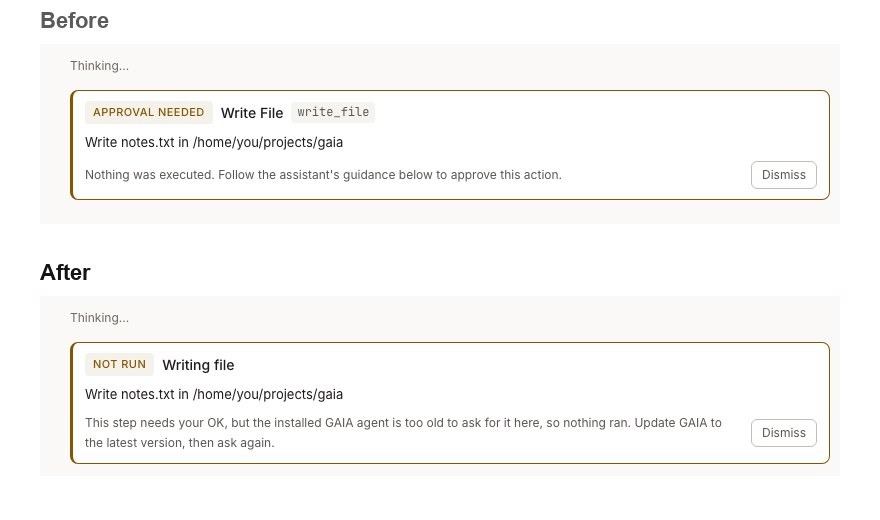 Before
Thinking...
APPROVAL NEEDED Write File write_file
Write notes.txt in /home/you/projects/gaia
Nothing was executed. Follow the assistant's guidance below to approve this action. Dismiss
After
Thinking...
NOT RUN Writing file
Write notes.txt in /home/you/projects/gaia
This step needs your OK, but the installed GAIA agent is too old to ask for it here, so nothing ran. Update GAIA to
the latest version, then ask again.
Dismiss